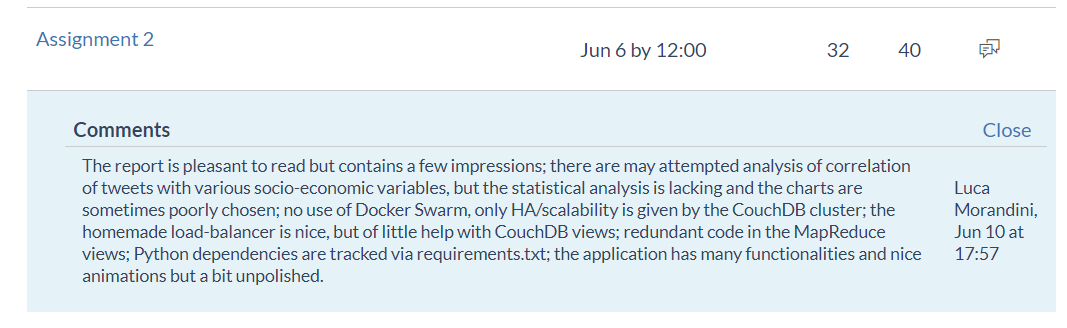 Assignment 2
Jun 6 by 12:00 32 40
Comments Close
The report is pleasant to read but contains a few impressions; there are may attempted analysis of correlation
of tweets with various socio-economic variables, but the statistical analysis is lacking and the charts are
sometimes poorly chosen; no use of Docker Swarm, only HA/scalability is given by the CouchDB cluster; the
homemade load-balancer is nice, but of little help with CouchDB views; redundant code in the MapReduce
views; Python dependencies are tracked via requirements.txt; the application has many functionalities and nice
animations but a bit unpolished.
Luca
Morandini,
Jun 10 at
17:57